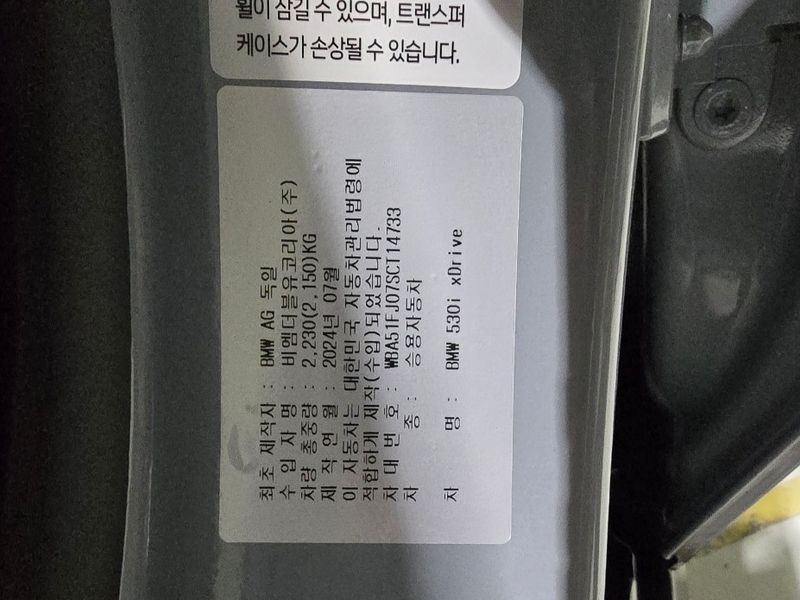 휠이 잠길 수 있으며, 트랜스퍼
케이스가 손상될 수 있습니다.
최초 제작자 : BMW AG 독일
수 입 자 명 : 비엠더블유코리아(주)
차량 총중량 : 2,230(2,150)KG
제 작 연 월 : 2024년 07월
이 자동차는 대한민국 자동차관리법령에
적합하게 제작(수입)되었습니다.
차 대 번 호 : WBA51FJ07SCT14733
차 종 : 승용자동차
차 명 : BMW 530i xDrive